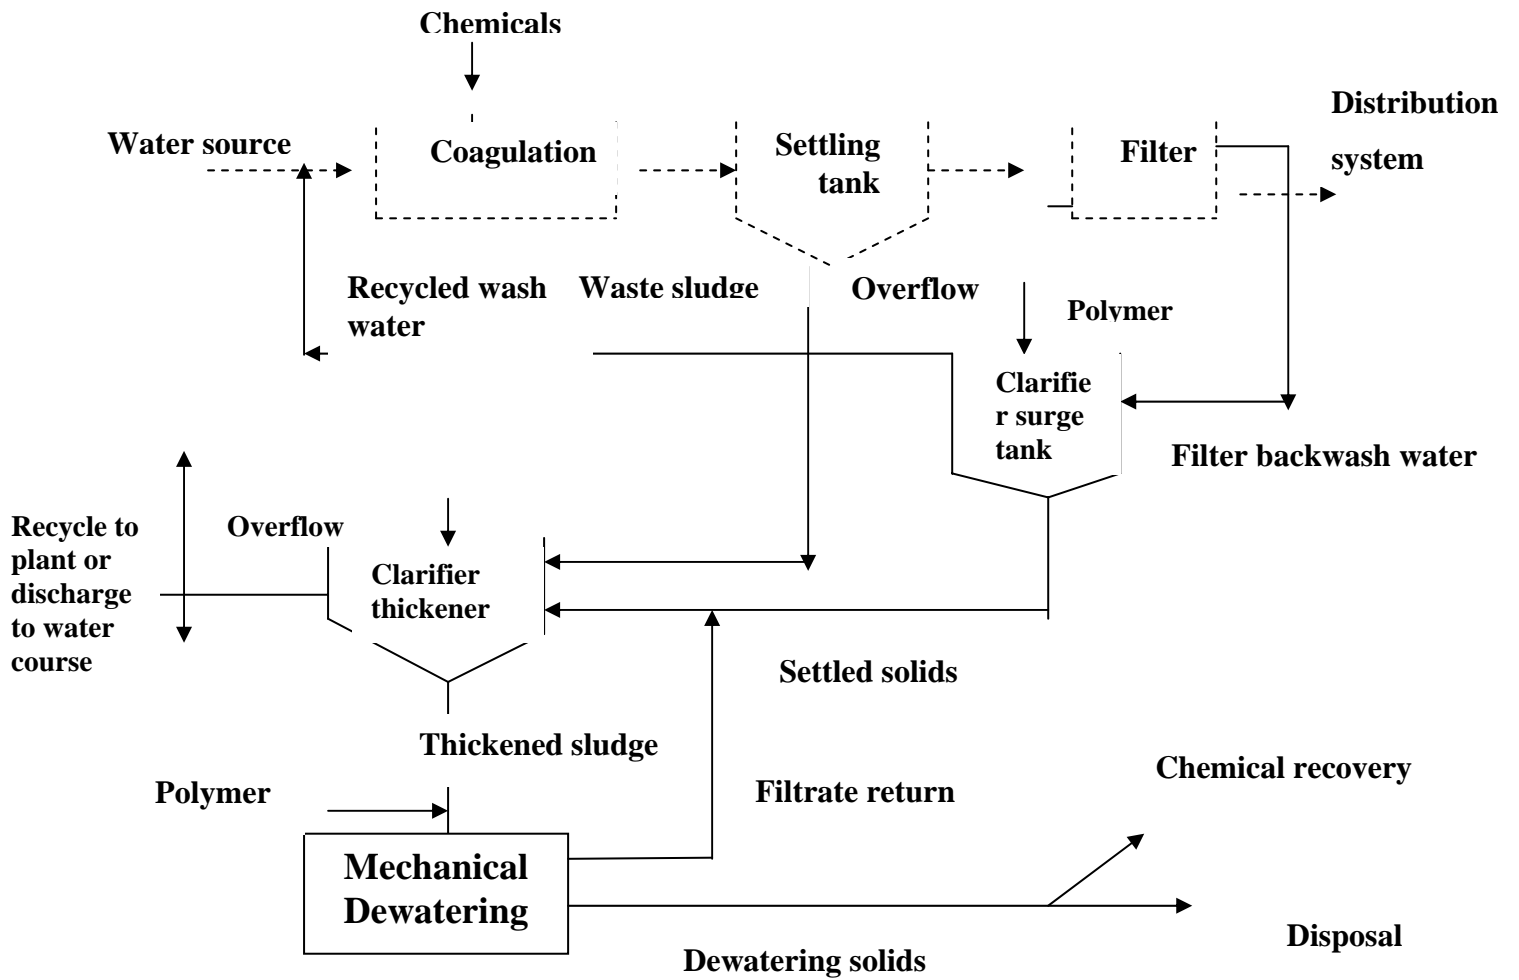 Chemicals
Distribution
system
Water source
Coagulation
Settling
tank
Filter
Recycled wash
water
Waste sludge
Overflow
Polymer
Clarifie
r surge
tank
Filter backwash water
Recycle to
plant or
discharge
to water
course
Overflow
Clarifier
thickener
Settled solids
Thickened sludge
Polymer
Filtrate return
Chemical recovery
Mechanical
Dewatering
Disposal
Dewatering solids